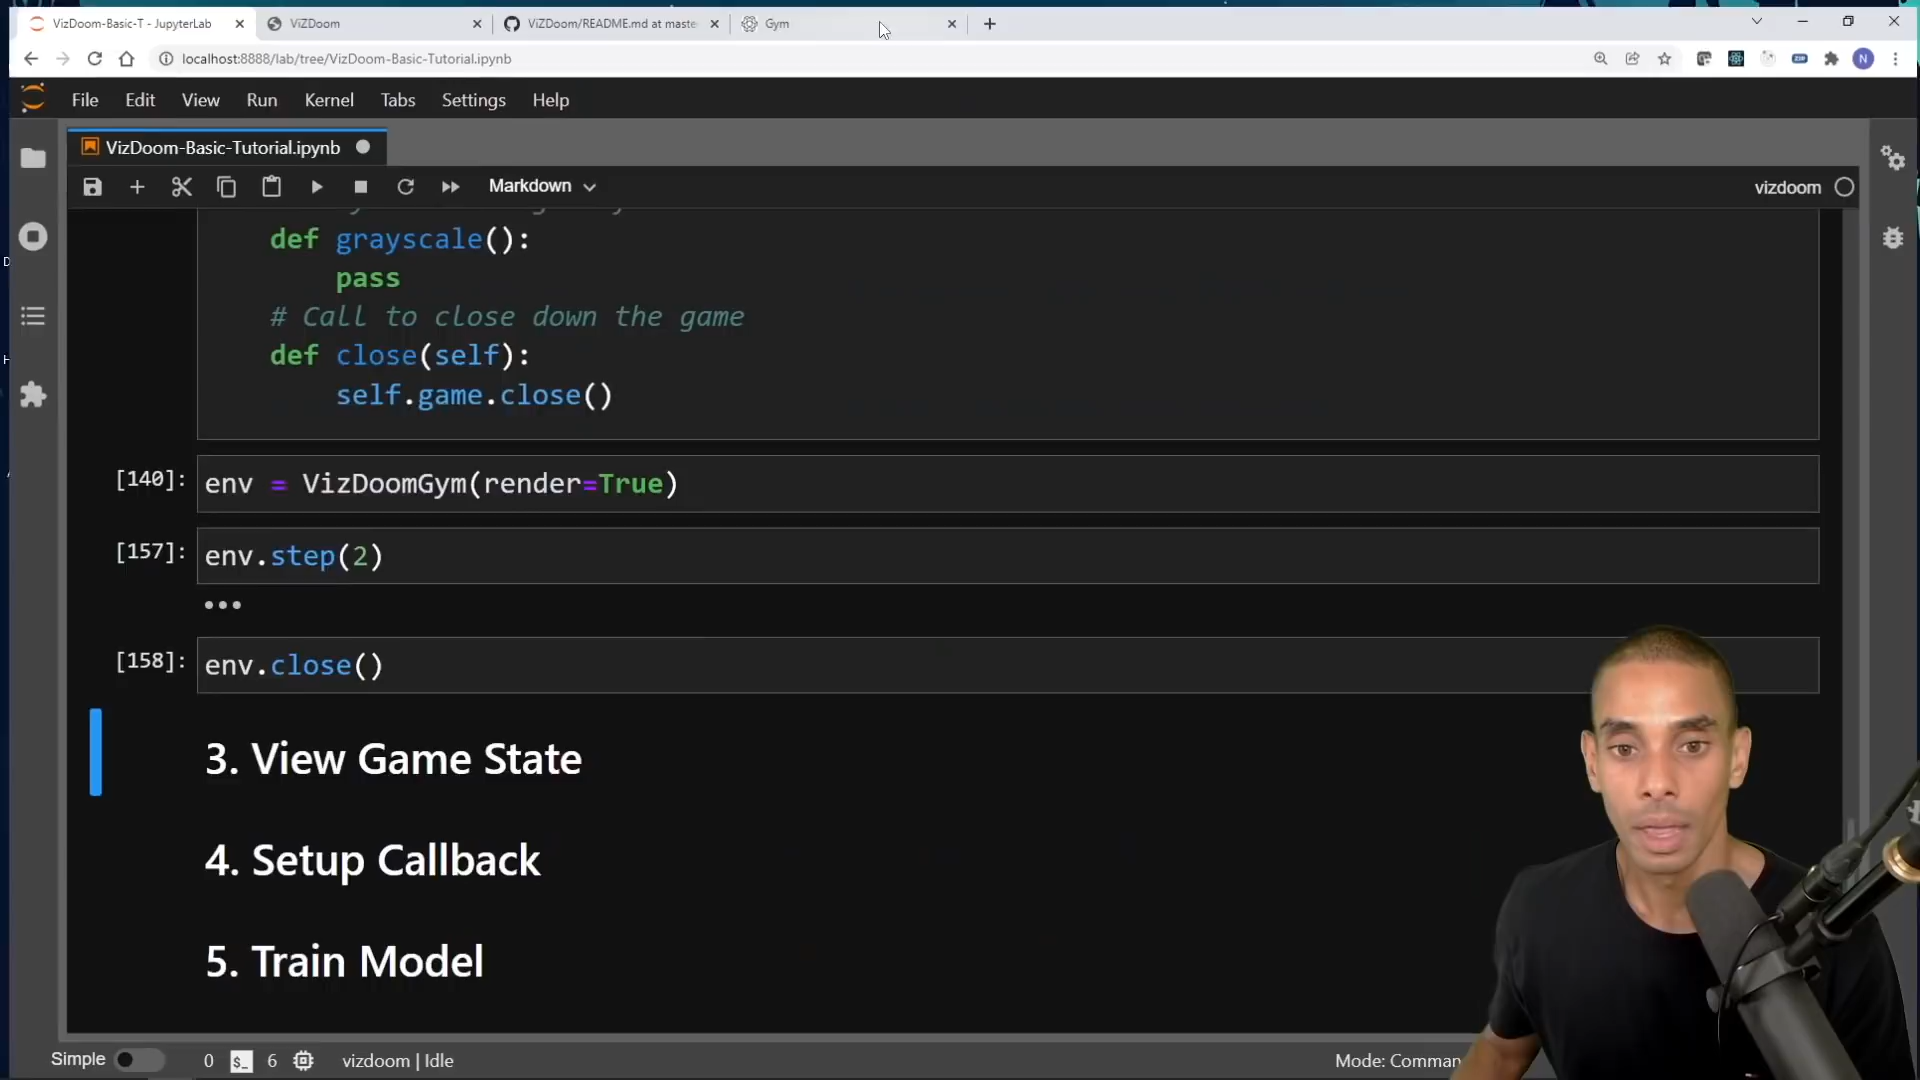 VizDoom-Basic-T - JupyterLab
ViZDoom
ViZDoom/README.md at maste
Gym
localhost:8888/lab/tree/VizDoom-Basic-Tutorial.ipynb
N
File Edit View Run Kernel Tabs Settings Help
VizDoom-Basic-Tutorial.ipynb
Markdown
vizdoom
def grayscale():
pass
# Call to close down the game
def close(self):
self.game.close()
[140]: env = VizDoomGym(render=True)
[157]: env.step(2)
[158]: env.close()
3. View Game State
4. Setup Callback
5. Train Model
Simple 0 $_ 6 vizdoom | Idle Mode: Comman